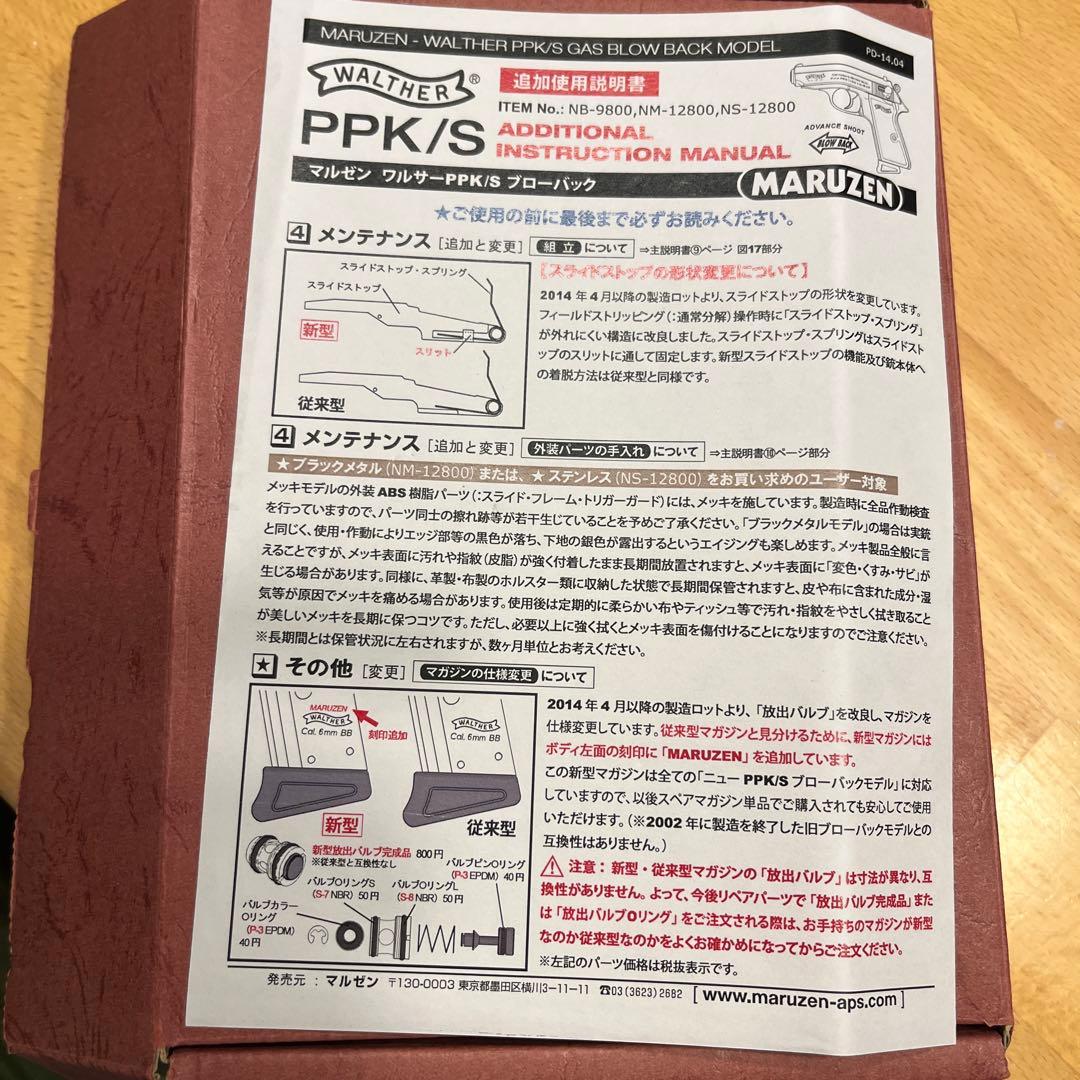 MARUZEN - WALTHER PPK/S GAS BLOW BACK MODEL
PD-14.04
WALTHER®
追加使用説明書
ITEM No.: NB-9800,NM-12800,NS-12800
PPK/S
ADDITIONAL
INSTRUCTION MANUAL
ADVANCE SHOOT
BLOW BACK
マルゼン ワルサーPPK/S ブローバック
MARUZEN
★ご使用の前に最後まで必ずお読みください。
4 メンテナンス [追加と変更] 組立 について ⇒主説明書⑨ページ 図17部分
スライドストップ・スプリング
スライドストップ
新型
スリット
従来型
【スライドストップの形状変更について】
2014年4月以降の製造ロットより、スライドストップの形状を変更しています。
フィールドストリッピング(:通常分解)操作時に「スライドストップ・スプリング」
が外れにくい構造に改良しました。スライドストップ・スプリングはスライドスト
ップのスリットに通して固定します。新型スライドストップの機能及び銃本体へ
の着脱方法は従来型と同様です。
4 メンテナンス [追加と変更] 外装パーツの手入れ について ⇒主説明書⑩ページ部分
★ブラックメタル(NM-12800)または、★ステンレス(NS-12800)をお買い求めのユーザー対象
メッキモデルの外装ABS樹脂パーツ(:スライド・フレーム・トリガーガード)には、メッキを施しています。製造時に全品作動検査
を行っていますので、パーツ同士の擦れ跡等が若干生じていることを予めご了承ください。「ブラックメタルモデル」の場合は実銃
と同じく、使用・作動によりエッジ部等の黒色が落ち、下地の銀色が露出するというエイジングも楽しめます。メッキ製品全般に言
えることですが、メッキ表面に汚れや指紋(皮脂)が強く付着したまま長期間放置されますと、メッキ表面に「変色・くすみ・サビ」が
生じる場合があります。同様に、革製・布製のホルスター類に収納した状態で長期間保管されますと、皮や布に含まれた成分・湿
気等が原因でメッキを痛める場合があります。使用後は定期的に柔らかい布やティッシュ等で汚れ・指紋をやさしく拭き取ること
が美しいメッキを長期に保つコツです。ただし、必要以上に強く拭くとメッキ表面を傷付けることになりますのでご注意ください。
※長期間とは保管状況に左右されますが、数ヶ月単位とお考えください。
★ その他 [変更] マガジンの仕様変更 について
MARUZEN
WALTHER
Cal. 6mm BB
刻印追加
WALTHER
Cal. 6mm BB
新型
従来型
新型放出バルブ完成品 800円
※従来型と互換性なし
バルブピンOリング
(P-3 EPDM) 40円
バルブOリングS
(S-7 NBR) 50円
バルブOリングL
(S-8 NBR) 50円
バルブカラー
Oリング
(P-3 EPDM)
40円
2014年4月以降の製造ロットより、「放出バルブ」を改良し、マガジンを
仕様変更しています。従来型マガジンと見分けるために、新型マガジンには
ボディ左面の刻印に「MARUZEN」を追加しています。
この新型マガジンは全ての「ニューPPK/Sブローバックモデル」に対応
していますので、以後スペアマガジン単品でご購入されても安心してご使用
いただけます。(※2002年に製造を終了した旧ブローバックモデルとの
互換性はありません。)
注意: 新型・従来型マガジンの「放出バルブ」は寸法が異なり、互
換性がありません。よって、今後リペアパーツで「放出バルブ完成品」また
は「放出バルブOリング」をご注文される際は、お手持ちのマガジンが新型
なのか従来型なのかをよくお確かめになってからご注文ください。
※左記のパーツ価格は税抜表示です。
発売元 : マルゼン 〒130-0003 東京都墨田区横川3-11-11 ☎03(3623)2682 [ www.maruzen-aps.com ]